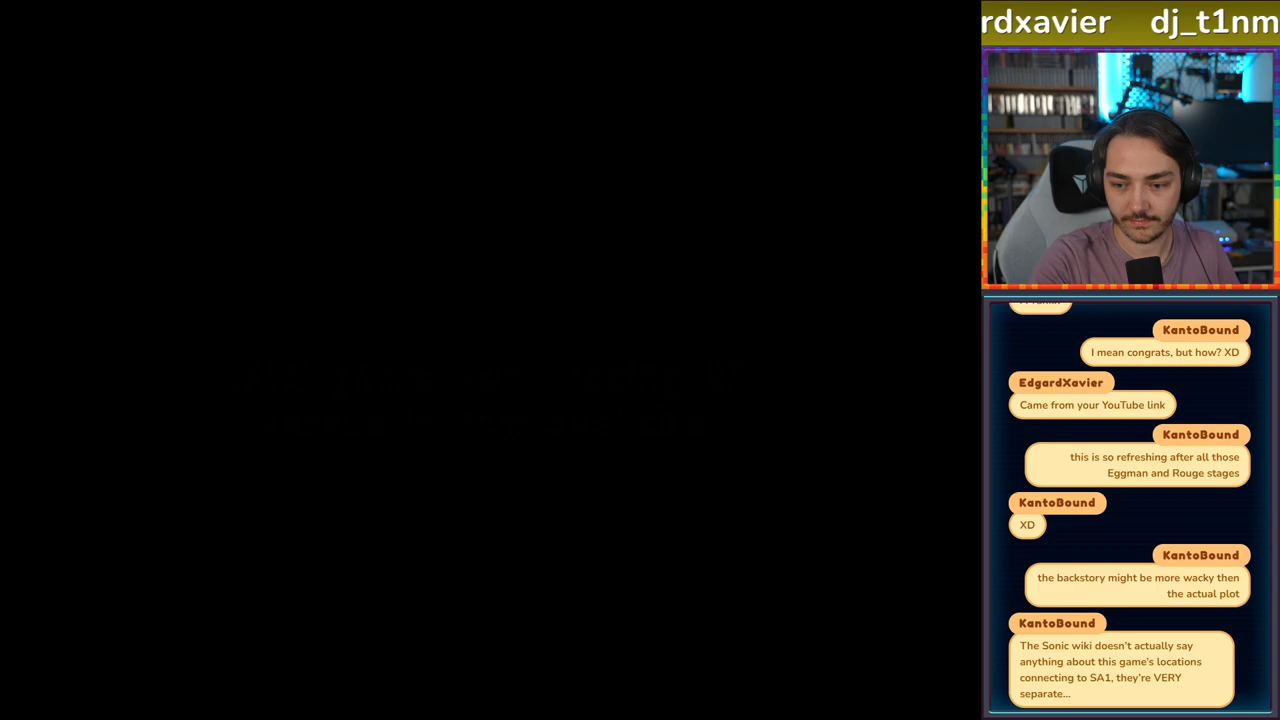 rdxavier dj_t1nm
KantoBound
I mean congrats, but how? XD
EdgardXavier
Came from your YouTube link
KantoBound
this is so refreshing after all those
Eggman and Rouge stages
KantoBound
XD
KantoBound
the backstory might be more wacky then
the actual plot
KantoBound
The Sonic wiki doesn't actually say
anything about this game's locations
connecting to SA1, they're VERY
separate...